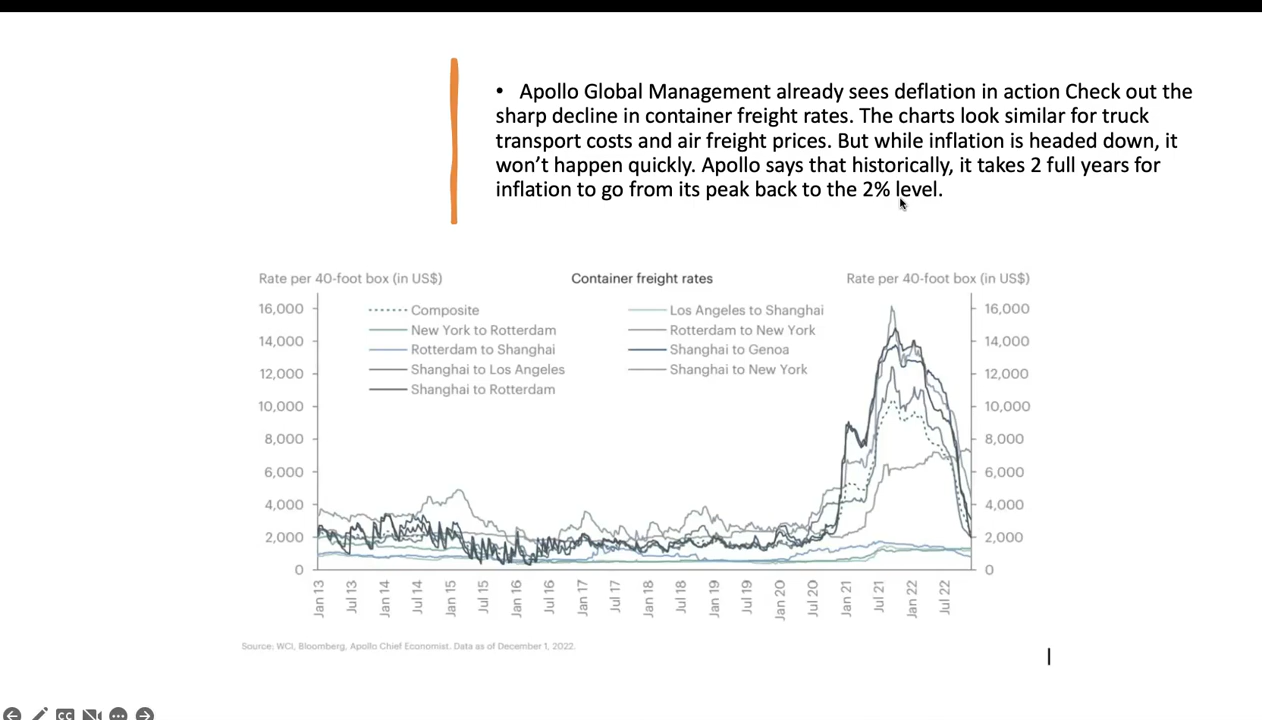 • Apollo Global Management already sees deflation in action Check out the
sharp decline in container freight rates. The charts look similar for truck
transport costs and air freight prices. But while inflation is headed down, it
won’t happen quickly. Apollo says that historically, it takes 2 full years for
inflation to go from its peak back to the 2% level.
Rate per 40-foot box (in US$) Container freight rates Rate per 40-foot box (in US$)
16,000 Composite Los Angeles to Shanghai 16,000
New York to Rotterdam Rotterdam to New York
14,000 Rotterdam to Shanghai Shanghai to Genoa 14,000
12,000 Shanghai to Los Angeles Shanghai to New York 12,000
Shanghai to Rotterdam
10,000 10,000
8,000 8,000
6,000 6,000
4,000 4,000
2,000 2,000
0 0
Jan 13 Jul 13 Jan 14 Jul 14 Jan 15 Jul 15 Jan 16 Jul 16 Jan 17 Jul 17 Jan 18 Jul 18 Jan 19 Jul 19 Jan 20 Jul 20 Jan 21 Jul 21 Jan 22 Jul 22
Source: WCI, Bloomberg, Apollo Chief Economist. Data as of December 1, 2022.
CC